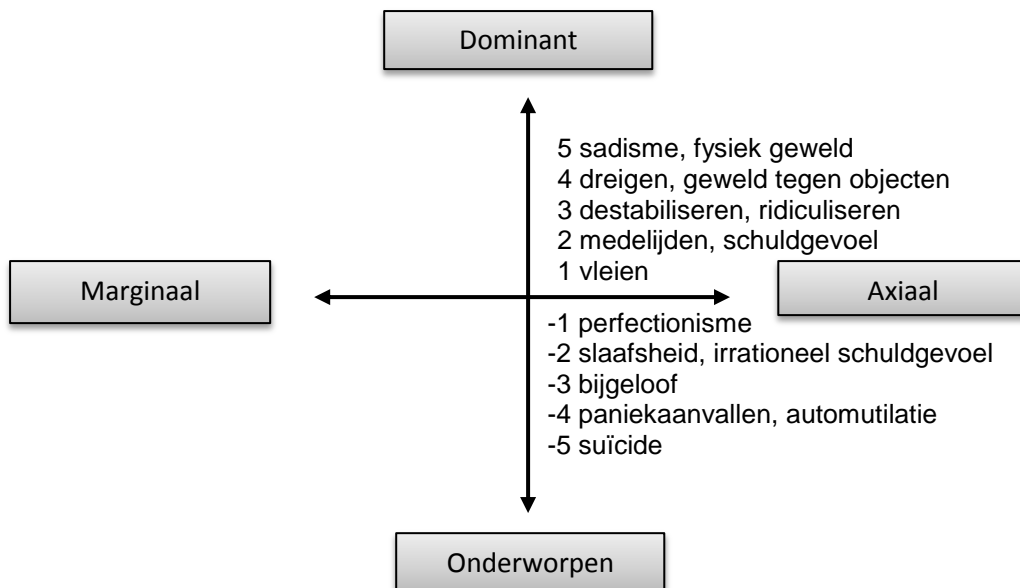 Dominant
5 sadisme, fysiek geweld
4 dreigen, geweld tegen objecten
3 destabiliseren, ridiculiseren
2 medelijden, schuldgevoel
1 vleien
Marginaal
Axiaal
-1 perfectionisme
-2 slaafsheid, irrationeel schuldgevoel
-3 bijgeloof
-4 paniekaanvallen, automutilatie
-5 suïcide
Onderworpen